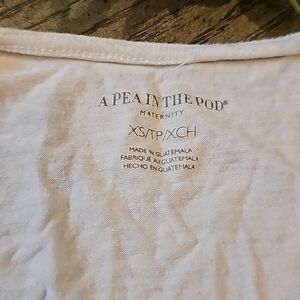 A PEA IN THE POD®
MATERNITY
XS/TP/XCH
MADE IN GUATEMALA
FABRIQUÉ AU GUATEMALA
HECHO EN GUATEMALA